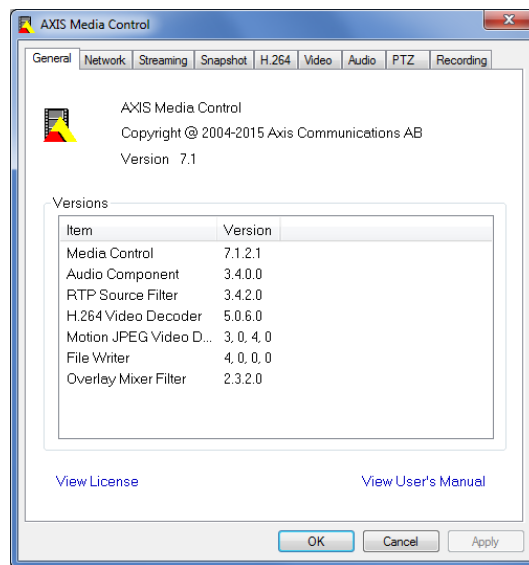 AXIS Media Control
General Network Streaming Snapshot H.264 Video Audio PTZ Recording
AXIS Media Control
Copyright @ 2004-2015 Axis Communications AB
Version 7.1
Versions
Item Version
Media Control 7.1.2.1
Audio Component 3.4.0.0
RTP Source Filter 3.4.2.0
H.264 Video Decoder 5.0.6.0
Motion JPEG Video D... 3, 0, 4, 0
File Writer 4, 0, 0, 0
Overlay Mixer Filter 2.3.2.0
View License View User's Manual
OK Cancel Apply